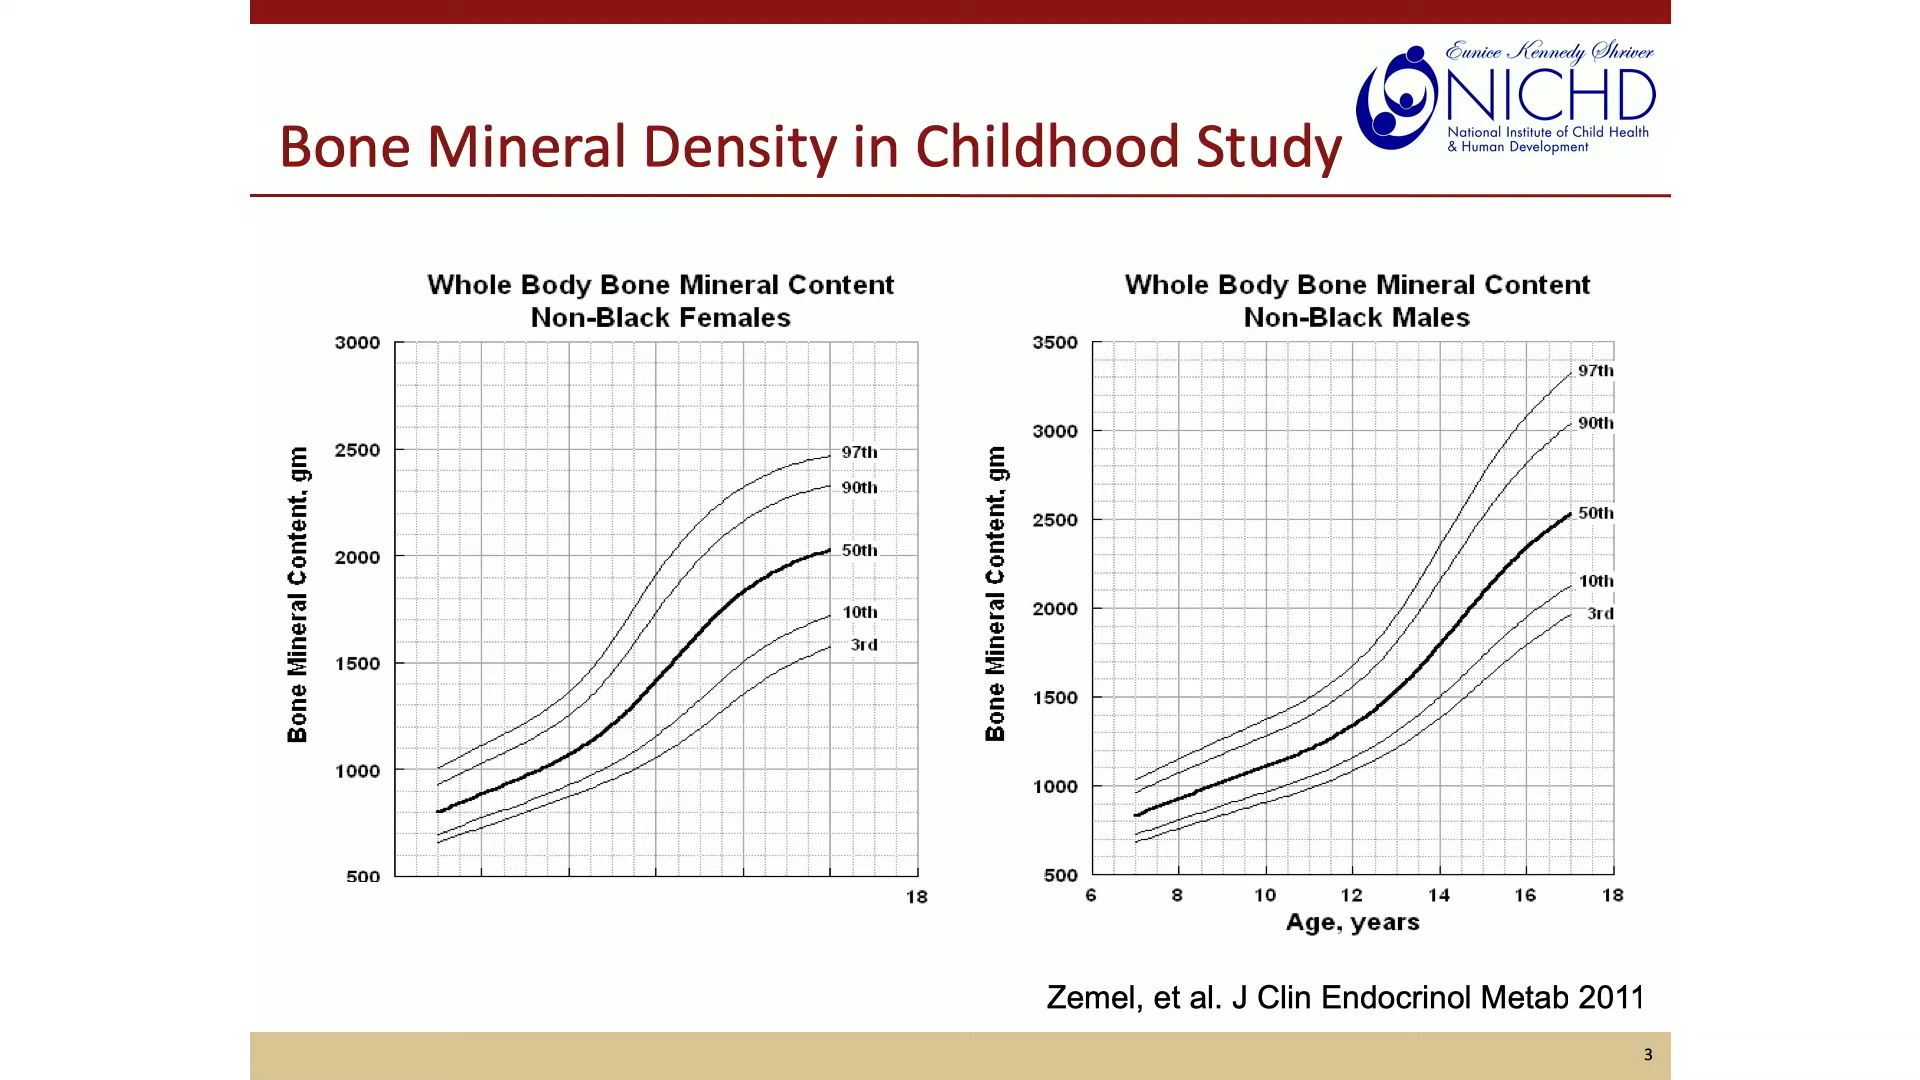 Eunice Kennedy Shriver
NICHD
National Institute of Child Health
& Human Development
Bone Mineral Density in Childhood Study
Whole Body Bone Mineral Content
Non-Black Females
3000
2500
2000
1500
1000
500
Bone Mineral Content, gm
97th
90th
50th
10th
3rd
18
Whole Body Bone Mineral Content
Non-Black Males
3500
3000
2500
2000
1500
1000
500
Bone Mineral Content, gm
97th
90th
50th
10th
3rd
6 8 10 12 14 16 18
Age, years
Zemel, et al. J Clin Endocrinol Metab 2011
3